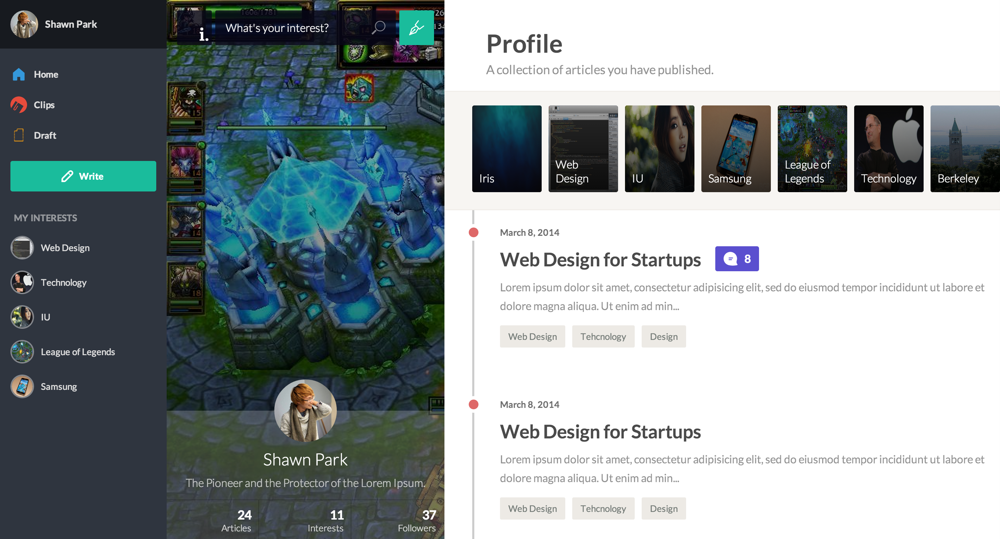 Shawn Park
Home
Clips
Draft
Write
MY INTERESTS
Web Design
Technology
IU
League of Legends
Samsung
1606/1781
i.
What's your interest?
15
14
14
18
Shawn Park
The Pioneer and the Protector of the Lorem Ipsum.
24
Articles
11
Interests
37
Followers
Profile
A collection of articles you have published.
Iris
Web
Design
IU
Samsung
League of
Legends
Technology
Berkeley
March 8, 2014
Web Design for Startups
8
Lorem ipsum dolor sit amet, consectetur adipisicing elit, sed do eiusmod tempor incididunt ut labore et
dolore magna aliqua. Ut enim ad min...
Web Design
Tehcnology
Design
March 8, 2014
Web Design for Startups
Lorem ipsum dolor sit amet, consectetur adipisicing elit, sed do eiusmod tempor incididunt ut labore et
dolore magna aliqua. Ut enim ad min...
Web Design
Tehcnology
Design